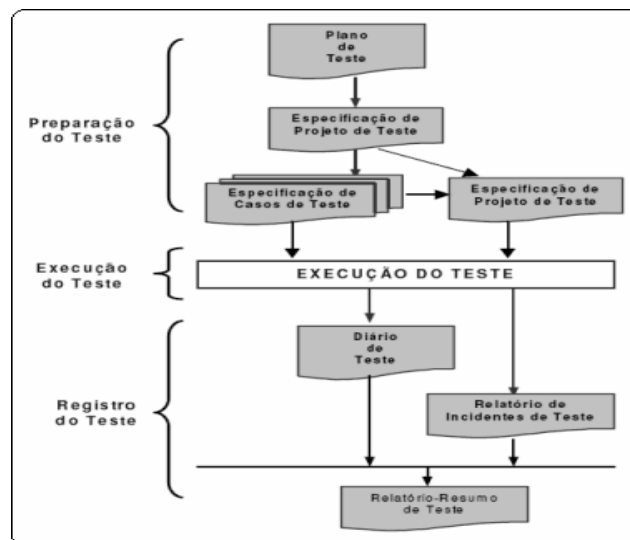 Plano
de
Teste
Especificação de
Projeto de Teste
Preparação
do Teste
Especificação de
Casos de Teste
Especificação de
Projeto de Teste
Execução
do Teste
EXECUÇÃO DO TESTE
Diário
de
Teste
Registro
do Teste
Relatório de
Incidentes de Teste
Relatório-Resumo
de Teste